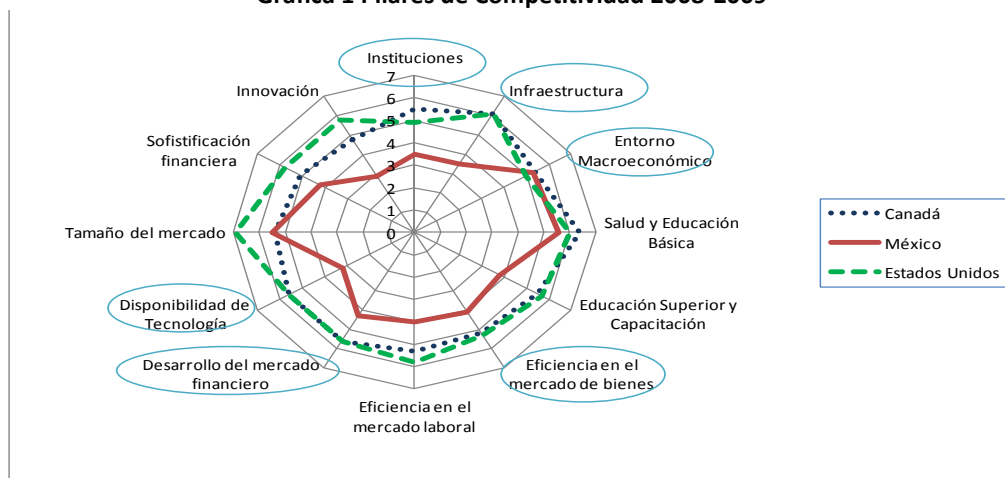 Gráfica 1 Pilares de Competitividad 2008-2009
Instituciones
Infraestructura
Entorno
Macroeconómico
Salud y Educación
Básica
Educación Superior y
Capacitación
Eficiencia en el
mercado de bienes
Eficiencia en el
mercado laboral
Desarrollo del mercado
financiero
Disponibilidad de
Tecnología
Tamaño del mercado
Sofistificación
financiera
Innovación
7
6
5
4
3
2
1
0
Canadá
México
Estados Unidos